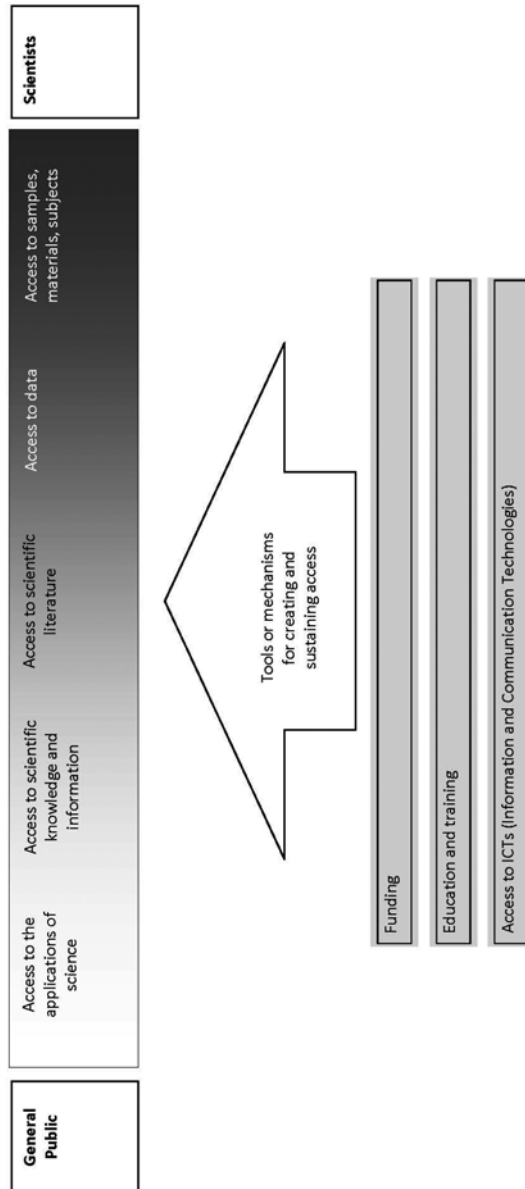 General
Public
Access to the
applications of
science
Access to scientific
knowledge and
information
Access to scientific
literature
Access to data
Access to samples,
materials, subjects
Scientists
Tools or mechanisms
for creating and
sustaining access
Funding
Education and training
Access to ICTs (Information and Communication Technologies)